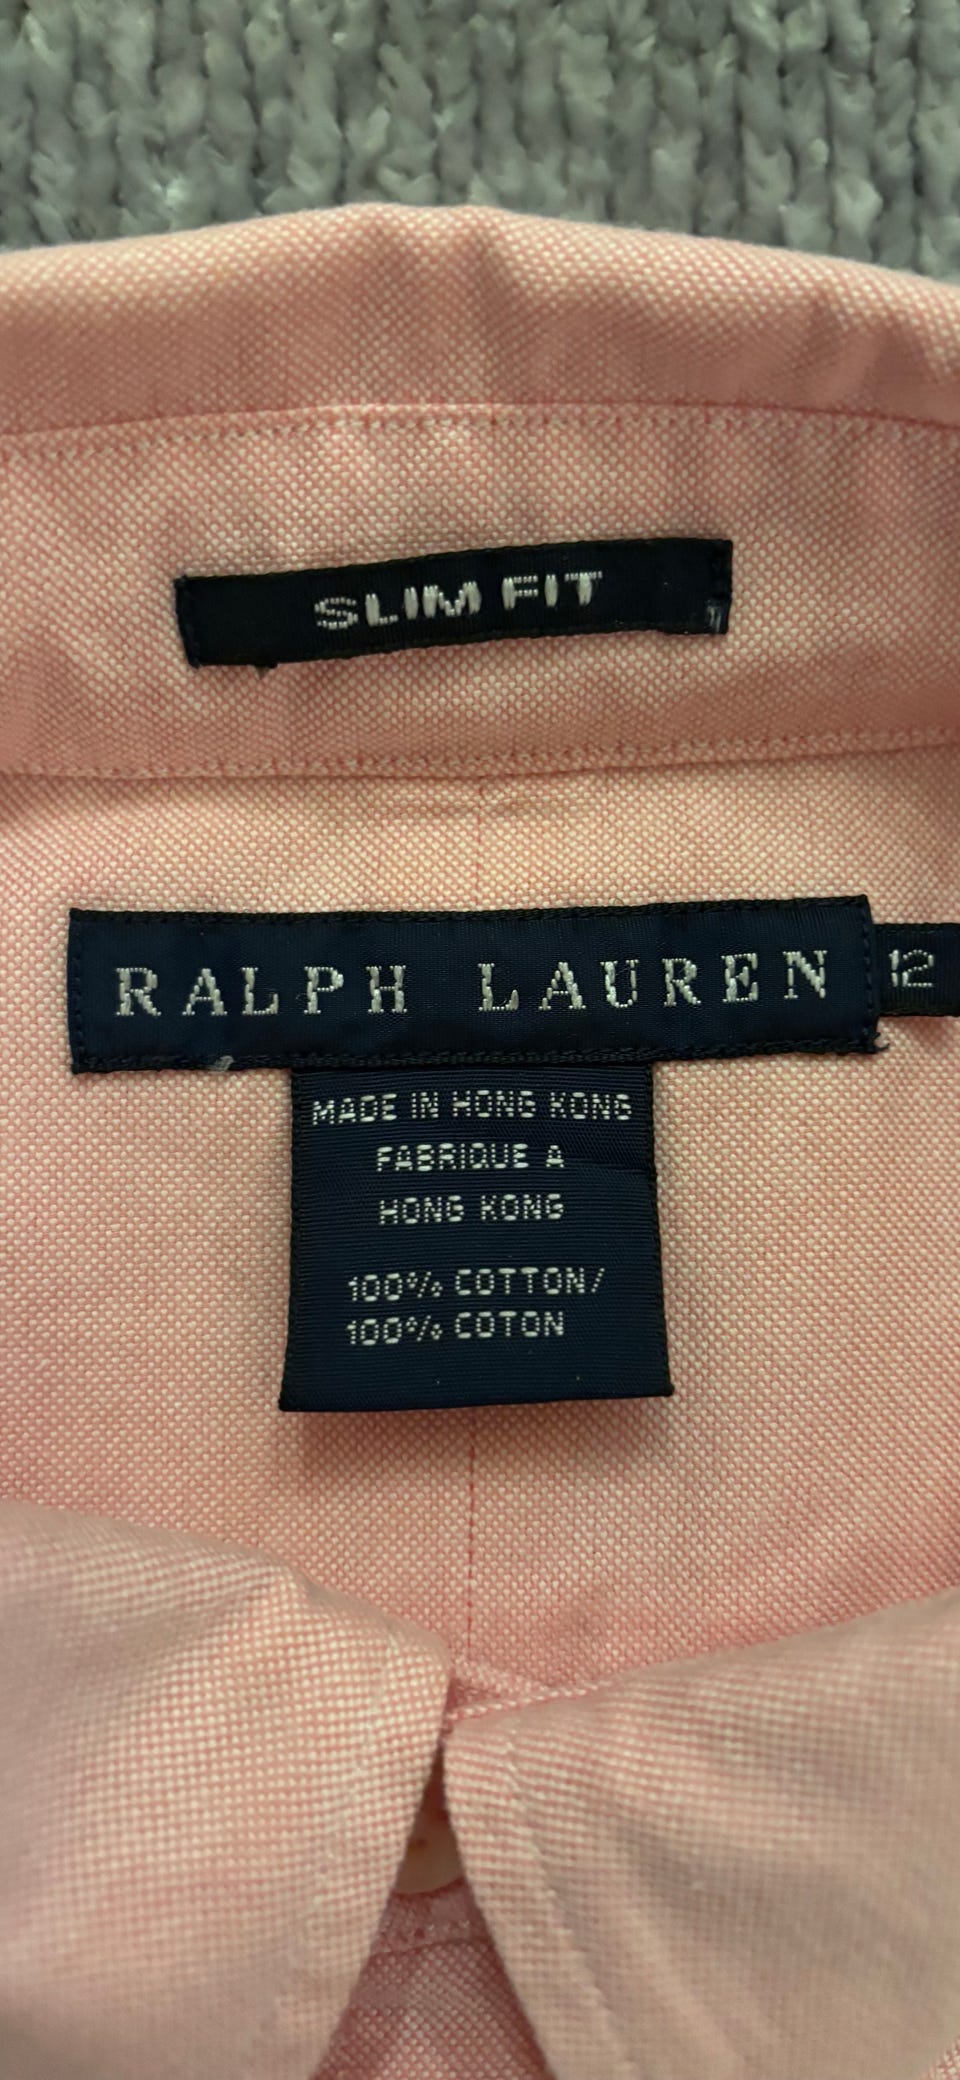 SLIM FIT
RALPH LAUREN
12
MADE IN HONG KONG
FABRIQUE A
HONG KONG
100% COTTON/
100% COTON